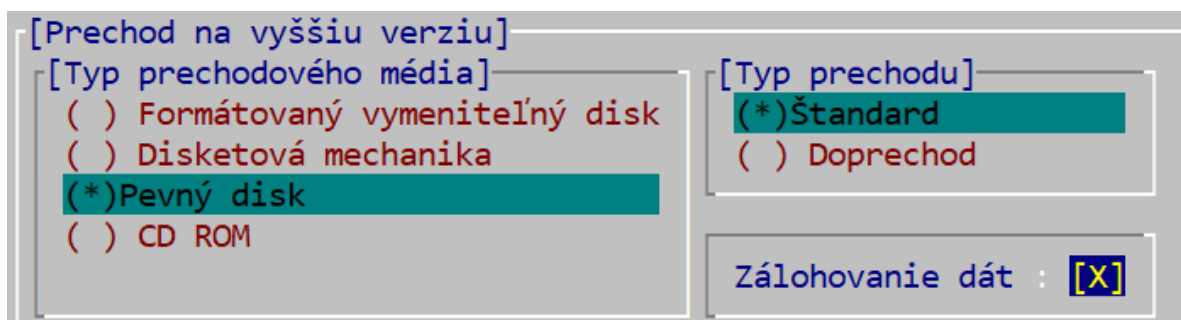 [Prechod na vyššiu verziu]
[Typ prechodového média]
( ) Formátovaný vymeniteľný disk
( ) Disketová mechanika
(*)Pevný disk
( ) CD ROM
[Typ prechodu]
(*)Štandard
( ) Doprechod
Zálohovanie dát : [X]